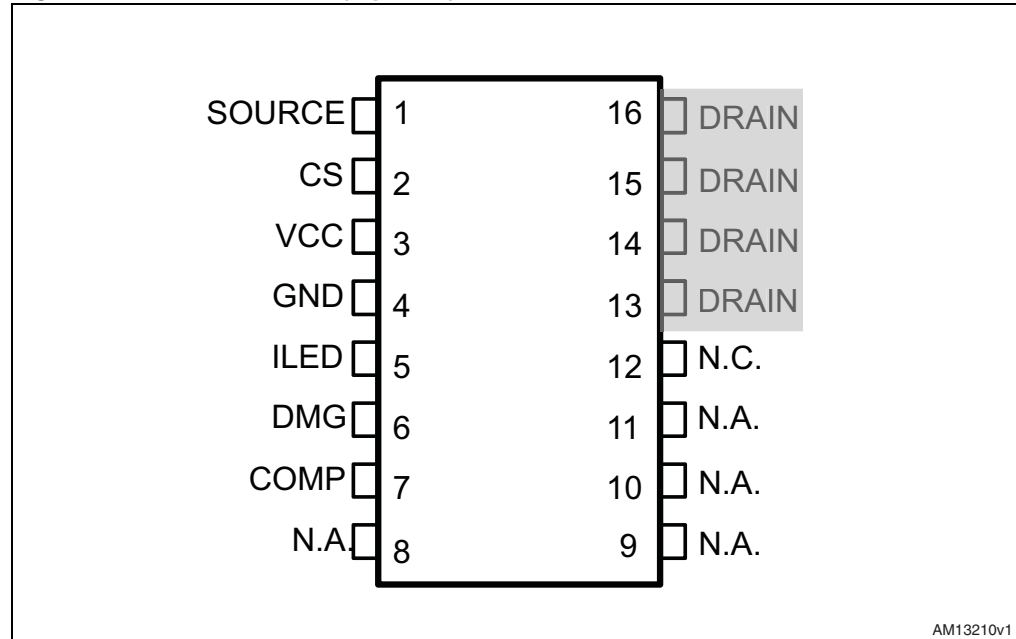 SOURCE 1 16 DRAIN
CS 2 15 DRAIN
VCC 3 14 DRAIN
GND 4 13 DRAIN
ILED 5 12 N.C.
DMG 6 11 N.A.
COMP 7 10 N.A.
N.A. 8 9 N.A.
AM13210v1